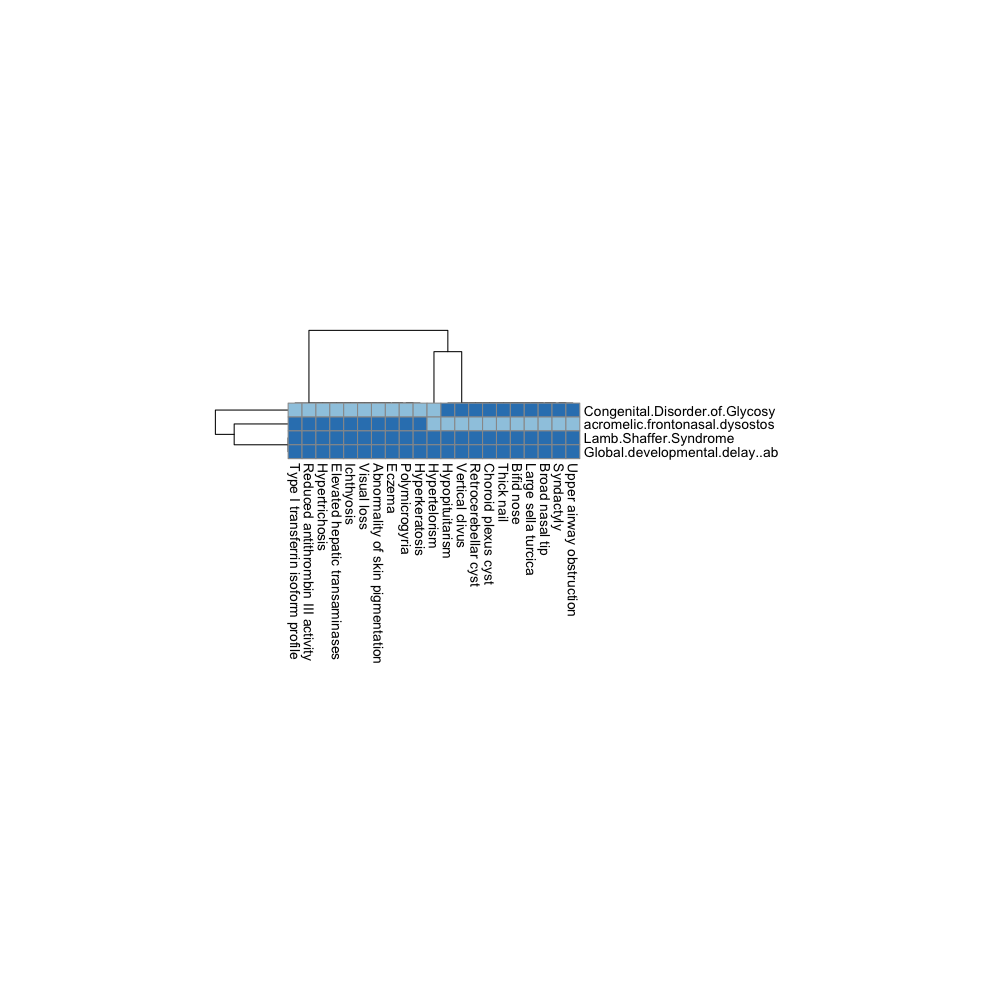 Congenital.Disorder.of.Glycosy
acromelic.frontonasal.dysostos
Lamb.Shaffer.Syndrome
Global.developmental.delay..ab
Type I transferrin isoform profile
Reduced antithrombin III activity
Hypertrichosis
Elevated hepatic transaminases
Ichthyosis
Visual loss
Abnormality of skin pigmentation
Eczema
Polymicrogyria
Hyperkeratosis
Hypertelorism
Hypopituitarism
Vertical clivus
Retrocerebellar cyst
Choroid plexus cyst
Thick nail
Bifid nose
Large sella turcica
Broad nasal tip
Syndactyly
Upper airway obstruction